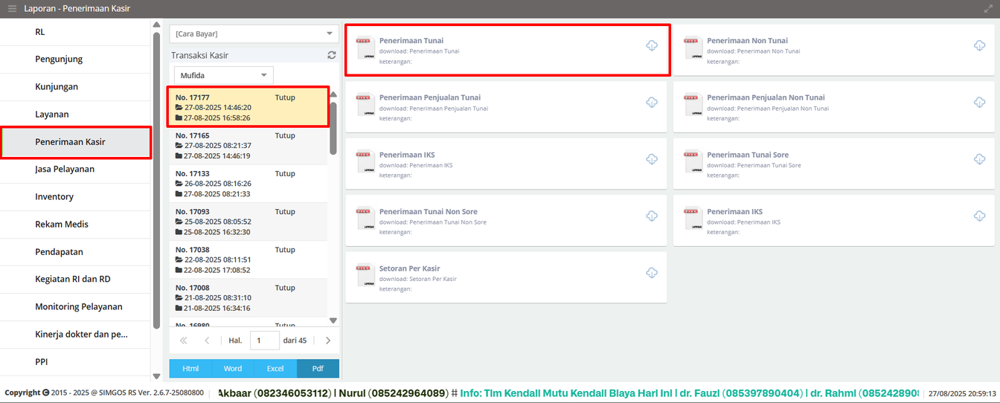 Laporan - Penerimaan Kasir
RL
Pengunjung
Kunjungan
Layanan
Penerimaan Kasir
Jasa Pelayanan
Inventory
Rekam Medis
Pendapatan
Kegiatan RI dan RD
Monitoring Pelayanan
Kinerja dokter dan pe...
PPI
[Cara Bayar]
Transaksi Kasir
Mufida
No. 17177 Tutup
27-08-2025 14:46:20
27-08-2025 16:58:26
No. 17165 Tutup
27-08-2025 08:21:37
27-08-2025 14:46:19
No. 17133 Tutup
26-08-2025 08:16:26
27-08-2025 08:21:33
No. 17093 Tutup
25-08-2025 08:05:52
25-08-2025 16:32:30
No. 17038 Tutup
22-08-2025 08:11:51
22-08-2025 17:08:52
No. 17008 Tutup
21-08-2025 08:31:10
21-08-2025 16:34:16
No. 16980 Tutup
Hal. 1 dari 45
Html Word Excel Pdf
Penerimaan Tunai
download: Penerimaan Tunai
keterangan:
Penerimaan Non Tunai
download: Penerimaan Non Tunai
keterangan:
Penerimaan Penjualan Tunai
download: Penerimaan Penjualan Tunai
keterangan:
Penerimaan Penjualan Non Tunai
download: Penerimaan Penjualan Non Tunai
keterangan:
Penerimaan IKS
download: Penerimaan IKS
keterangan:
Penerimaan Tunai Sore
download: Penerimaan Tunai Sore
keterangan:
Penerimaan Tunai Non Sore
download: Penerimaan Tunai Non Sore
keterangan:
Penerimaan IKS
download: Penerimaan IKS
keterangan:
Setoran Per Kasir
download: Setoran Per Kasir
keterangan:
Copyright © 2015 - 2025 @ SIMGOS RS Ver. 2.6.7-25080800 Akbaar (082346053112) | Nurul (085242964089) # Info: Tim Kendali Mutu Kendali Biaya Hari Ini | dr. Fauzi (085397890404) | dr. Rahmi (0852428908 27/08/2025 20:59:13